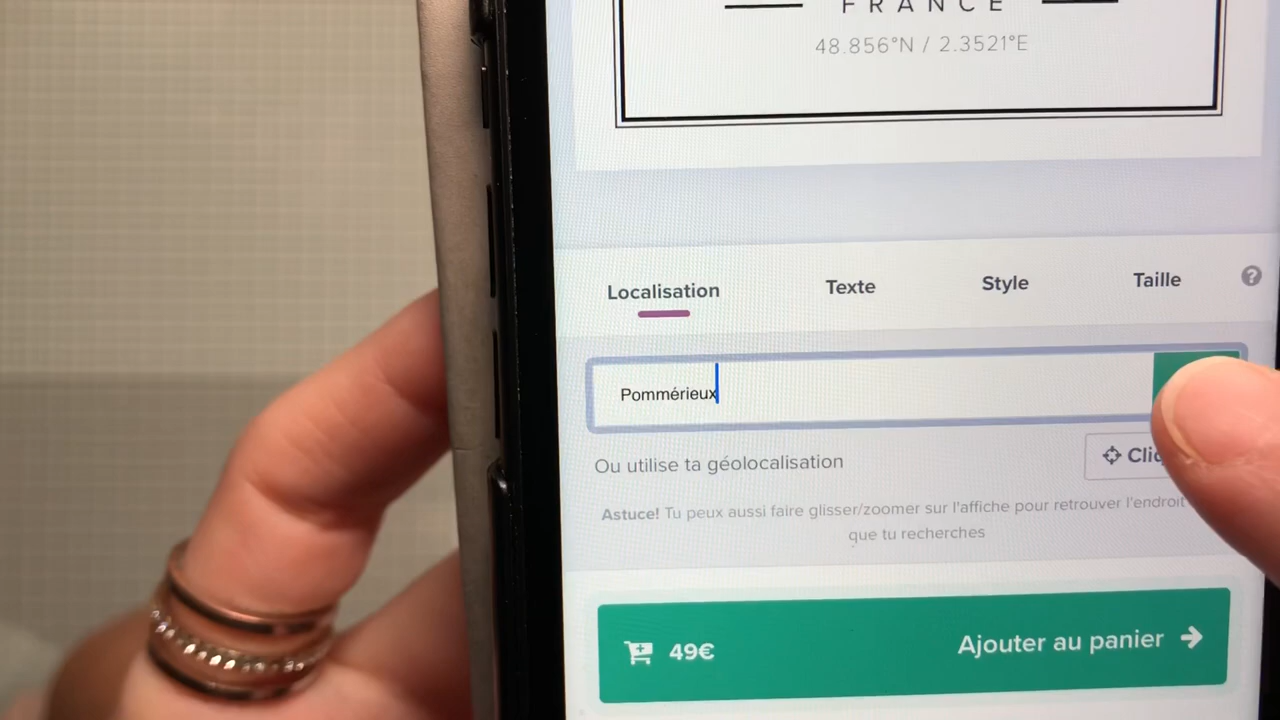 FRANCE
48.856°N / 2.3521°E
Localisation Texte Style Taille ?
Pommérieux
Ou utilise ta géolocalisation
Astuce! Tu peux aussi faire glisser/zoomer sur l'affiche pour retrouver l'endroit
que tu recherches
49€ Ajouter au panier